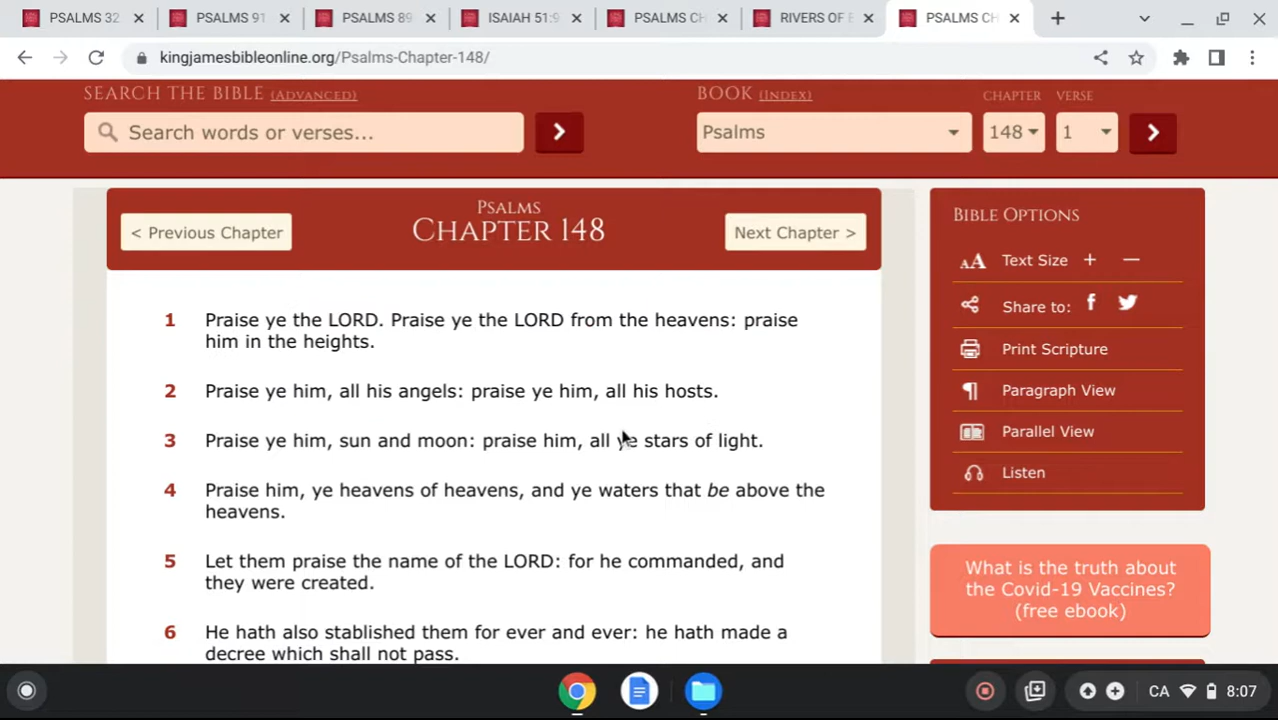 PSALMS 32
PSALMS 91
PSALMS 89
ISAIAH 51:9
PSALMS CH
RIVERS OF E
PSALMS CH
kingjamesbibleonline.org/Psalms-Chapter-148/
SEARCH THE BIBLE (ADVANCED)
BOOK (INDEX)
CHAPTER
VERSE
Search words or verses...
Psalms
148
1
< Previous Chapter
PSALMS
CHAPTER 148
Next Chapter >
1 Praise ye the LORD. Praise ye the LORD from the heavens: praise
him in the heights.
2 Praise ye him, all his angels: praise ye him, all his hosts.
3 Praise ye him, sun and moon: praise him, all ye stars of light.
4 Praise him, ye heavens of heavens, and ye waters that be above the
heavens.
5 Let them praise the name of the LORD: for he commanded, and
they were created.
6 He hath also stablished them for ever and ever: he hath made a
decree which shall not pass.
BIBLE OPTIONS
AA Text Size + −
Share to:
Print Scripture
Paragraph View
Parallel View
Listen
What is the truth about
the Covid-19 Vaccines?
(free ebook)
CA 8:07